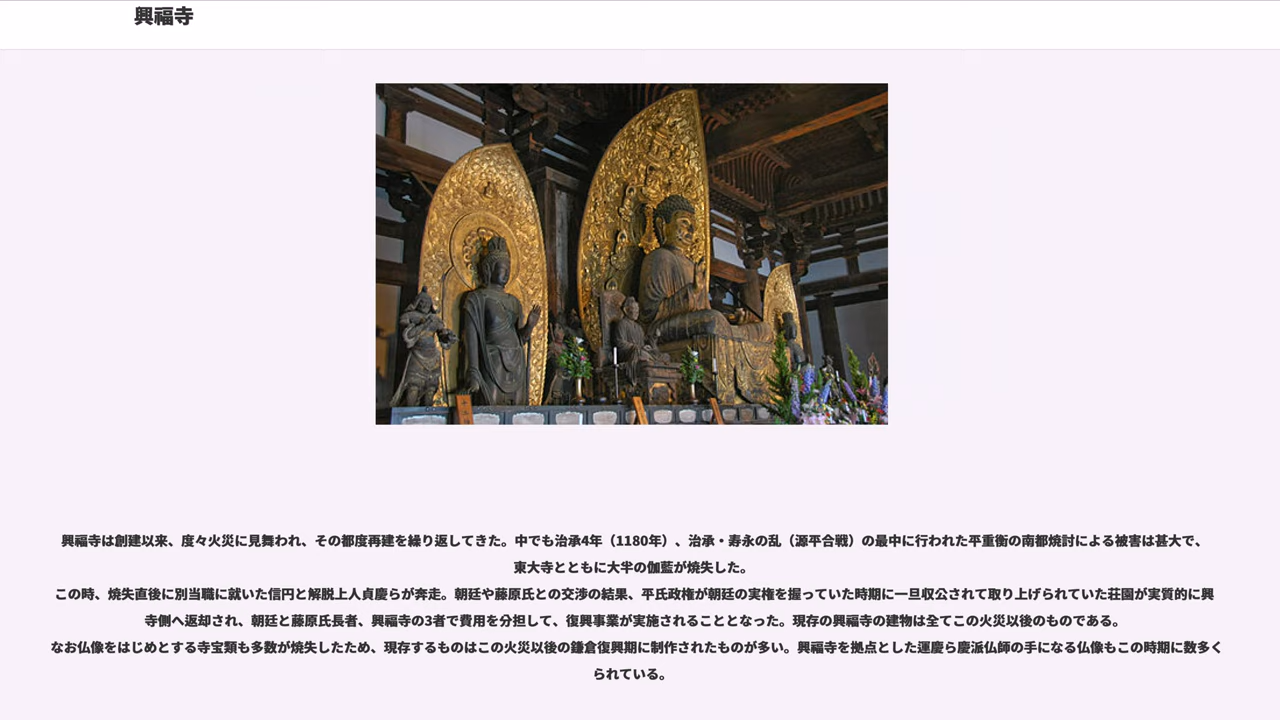 興福寺
興福寺は創建以来、度々火災に見舞われ、その都度再建を繰り返してきた。中でも治承4年（1180年）、治承・寿永の乱（源平合戦）の最中に行われた平重衡の南都焼討による被害は甚大で、
東大寺とともに大半の伽藍が焼失した。
この時、焼失直後に別当職に就いた信円と解脱上人貞慶らが奔走。朝廷や藤原氏との交渉の結果、平氏政権が朝廷の実権を握っていた時期に一旦収公されて取り上げられていた荘園が実質的に興
寺側へ返却され、朝廷と藤原氏長者、興福寺の3者で費用を分担して、復興事業が実施されることとなった。現存の興福寺の建物は全てこの火災以後のものである。
なお仏像をはじめとする寺宝類も多数が焼失したため、現存するものはこの火災以後の鎌倉復興期に制作されたものが多い。興福寺を拠点とした運慶ら慶派仏師の手になる仏像もこの時期に数多く
られている。